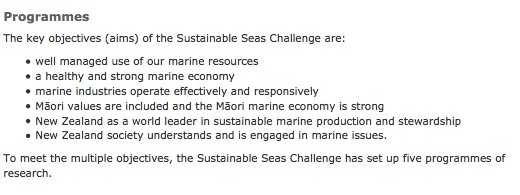 Programmes
The key objectives (aims) of the Sustainable Seas Challenge are:
• well managed use of our marine resources
• a healthy and strong marine economy
• marine industries operate effectively and responsively
• Māori values are included and the Māori marine economy is strong
• New Zealand as a world leader in sustainable marine production and stewardship
• New Zealand society understands and is engaged in marine issues.
To meet the multiple objectives, the Sustainable Seas Challenge has set up five programmes of
research.